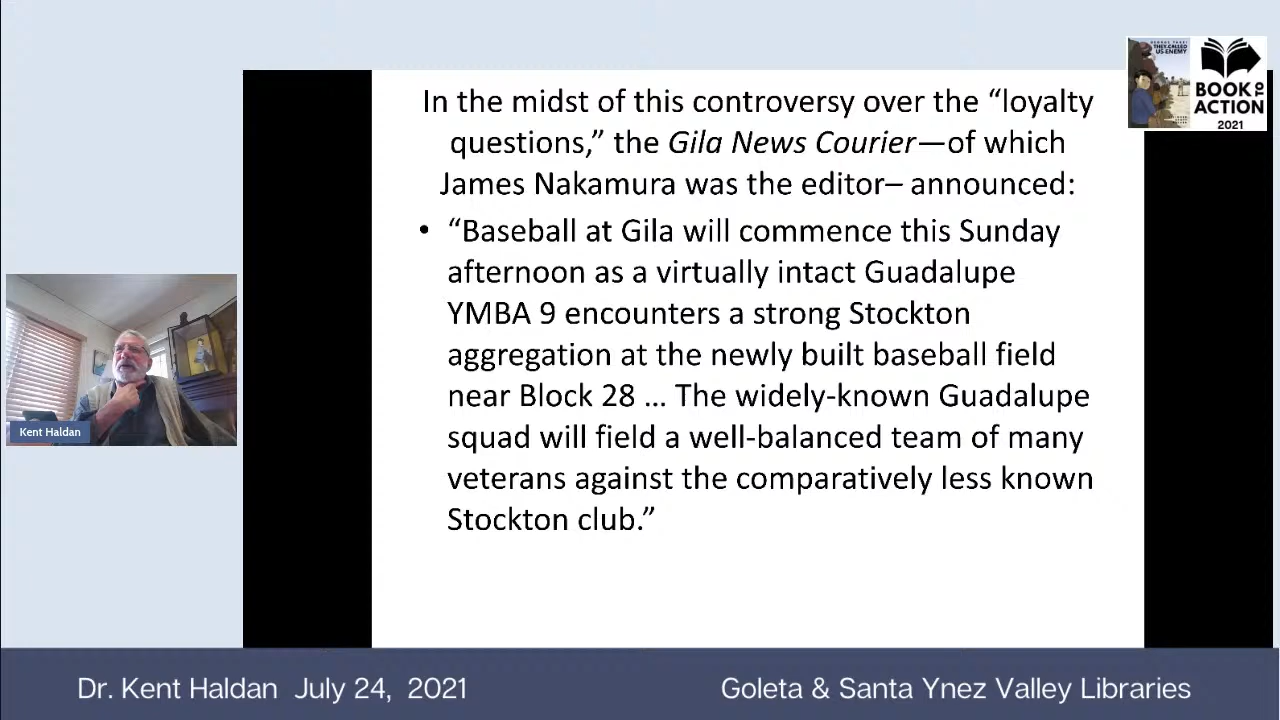 In the midst of this controversy over the “loyalty
questions,” the Gila News Courier—of which
James Nakamura was the editor– announced:
• “Baseball at Gila will commence this Sunday
afternoon as a virtually intact Guadalupe
YMBA 9 encounters a strong Stockton
aggregation at the newly built baseball field
near Block 28 … The widely-known Guadalupe
squad will field a well-balanced team of many
veterans against the comparatively less known
Stockton club.”
THEY CALLED
US ENEMY
BOOK TO
ACTION
2021
Kent Haldan
Dr. Kent Haldan July 24, 2021
Goleta & Santa Ynez Valley Libraries